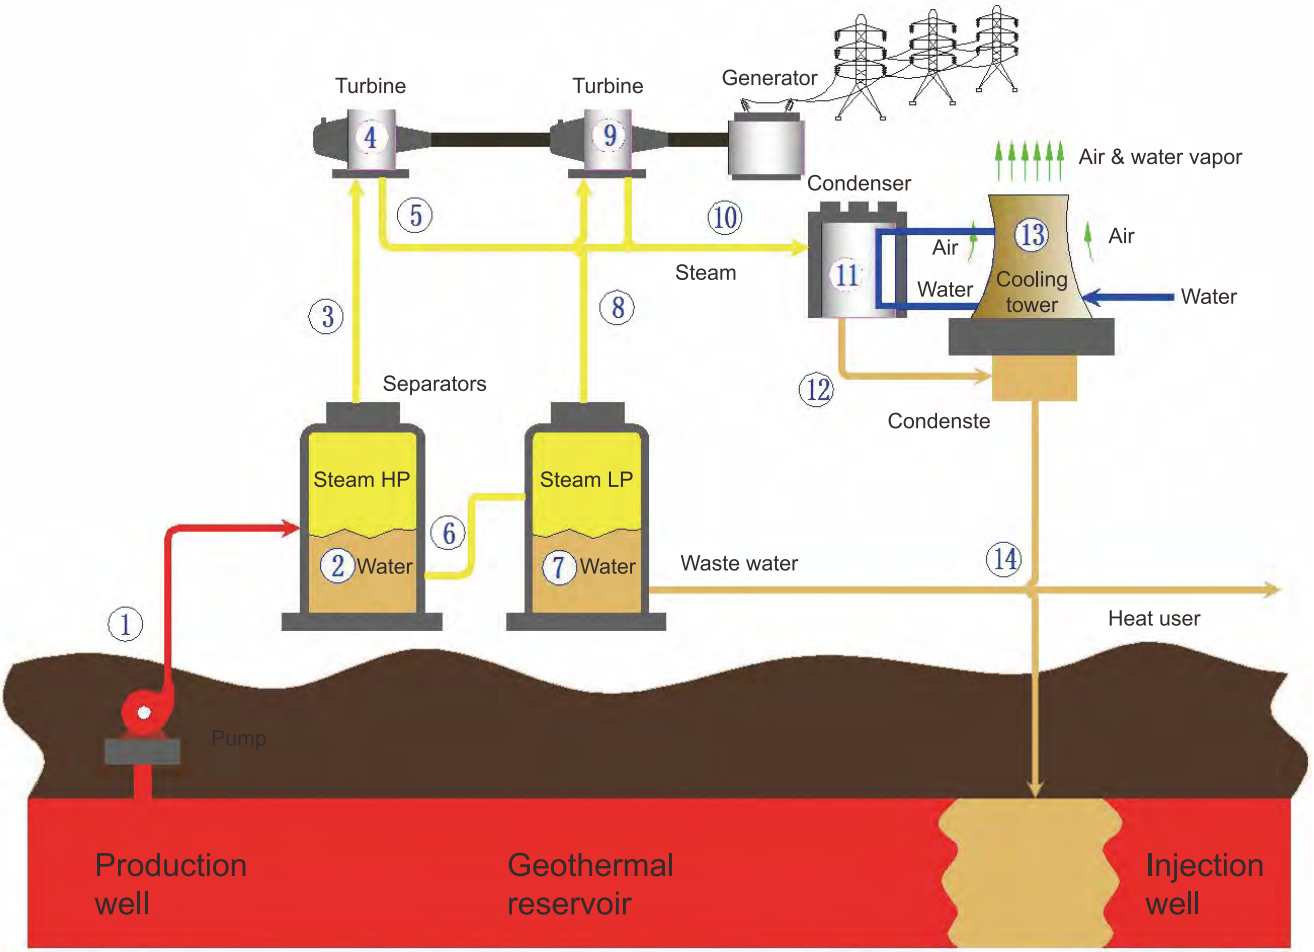 Turbine
Turbine
Generator
4
9
Air & water vapor
Condenser
5
10
13
Air
Air
Steam
11
Water
Cooling
tower
Water
3
8
12
Separators
Condenste
Steam HP
Steam LP
6
2 Water
7 Water
Waste water
14
Heat user
1
Pump
Production
well
Geothermal
reservoir
Injection
well